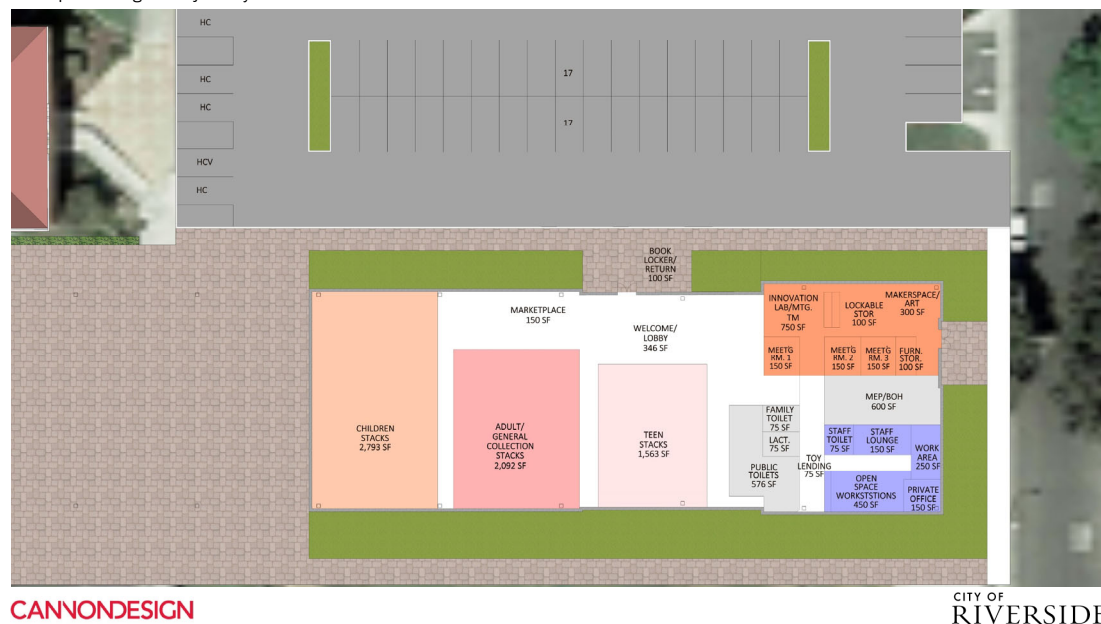 HC
HC
HC
HCV
HC
17
17
BOOK
LOCKER/
RETURN
100 SF
MARKETPLACE
150 SF
WELCOME/
LOBBY
346 SF
INNOVATION
LAB/MTG.
TM
750 SF
LOCKABLE
STOR
100 SF
MAKERSPACE/
ART
300 SF
MEETG
RM. 1
150 SF
MEETG
RM. 2
150 SF
MEETG
RM. 3
150 SF
FURN.
STOR.
100 SF
MEP/BOH
600 SF
CHILDREN
STACKS
2,793 SF
ADULT/
GENERAL
COLLECTION
STACKS
2,092 SF
TEEN
STACKS
1,563 SF
FAMILY
TOILET
75 SF
LACT.
75 SF
PUBLIC
TOILETS
576 SF
TOY
LENDING
75 SF
STAFF
TOILET
75 SF
STAFF
LOUNGE
150 SF
WORK
AREA
250 SF
OPEN
SPACE
WORKSTSTIONS
450 SF
PRIVATE
OFFICE
150 SF
CANNONDESIGN
CITY OF
RIVERSIDE